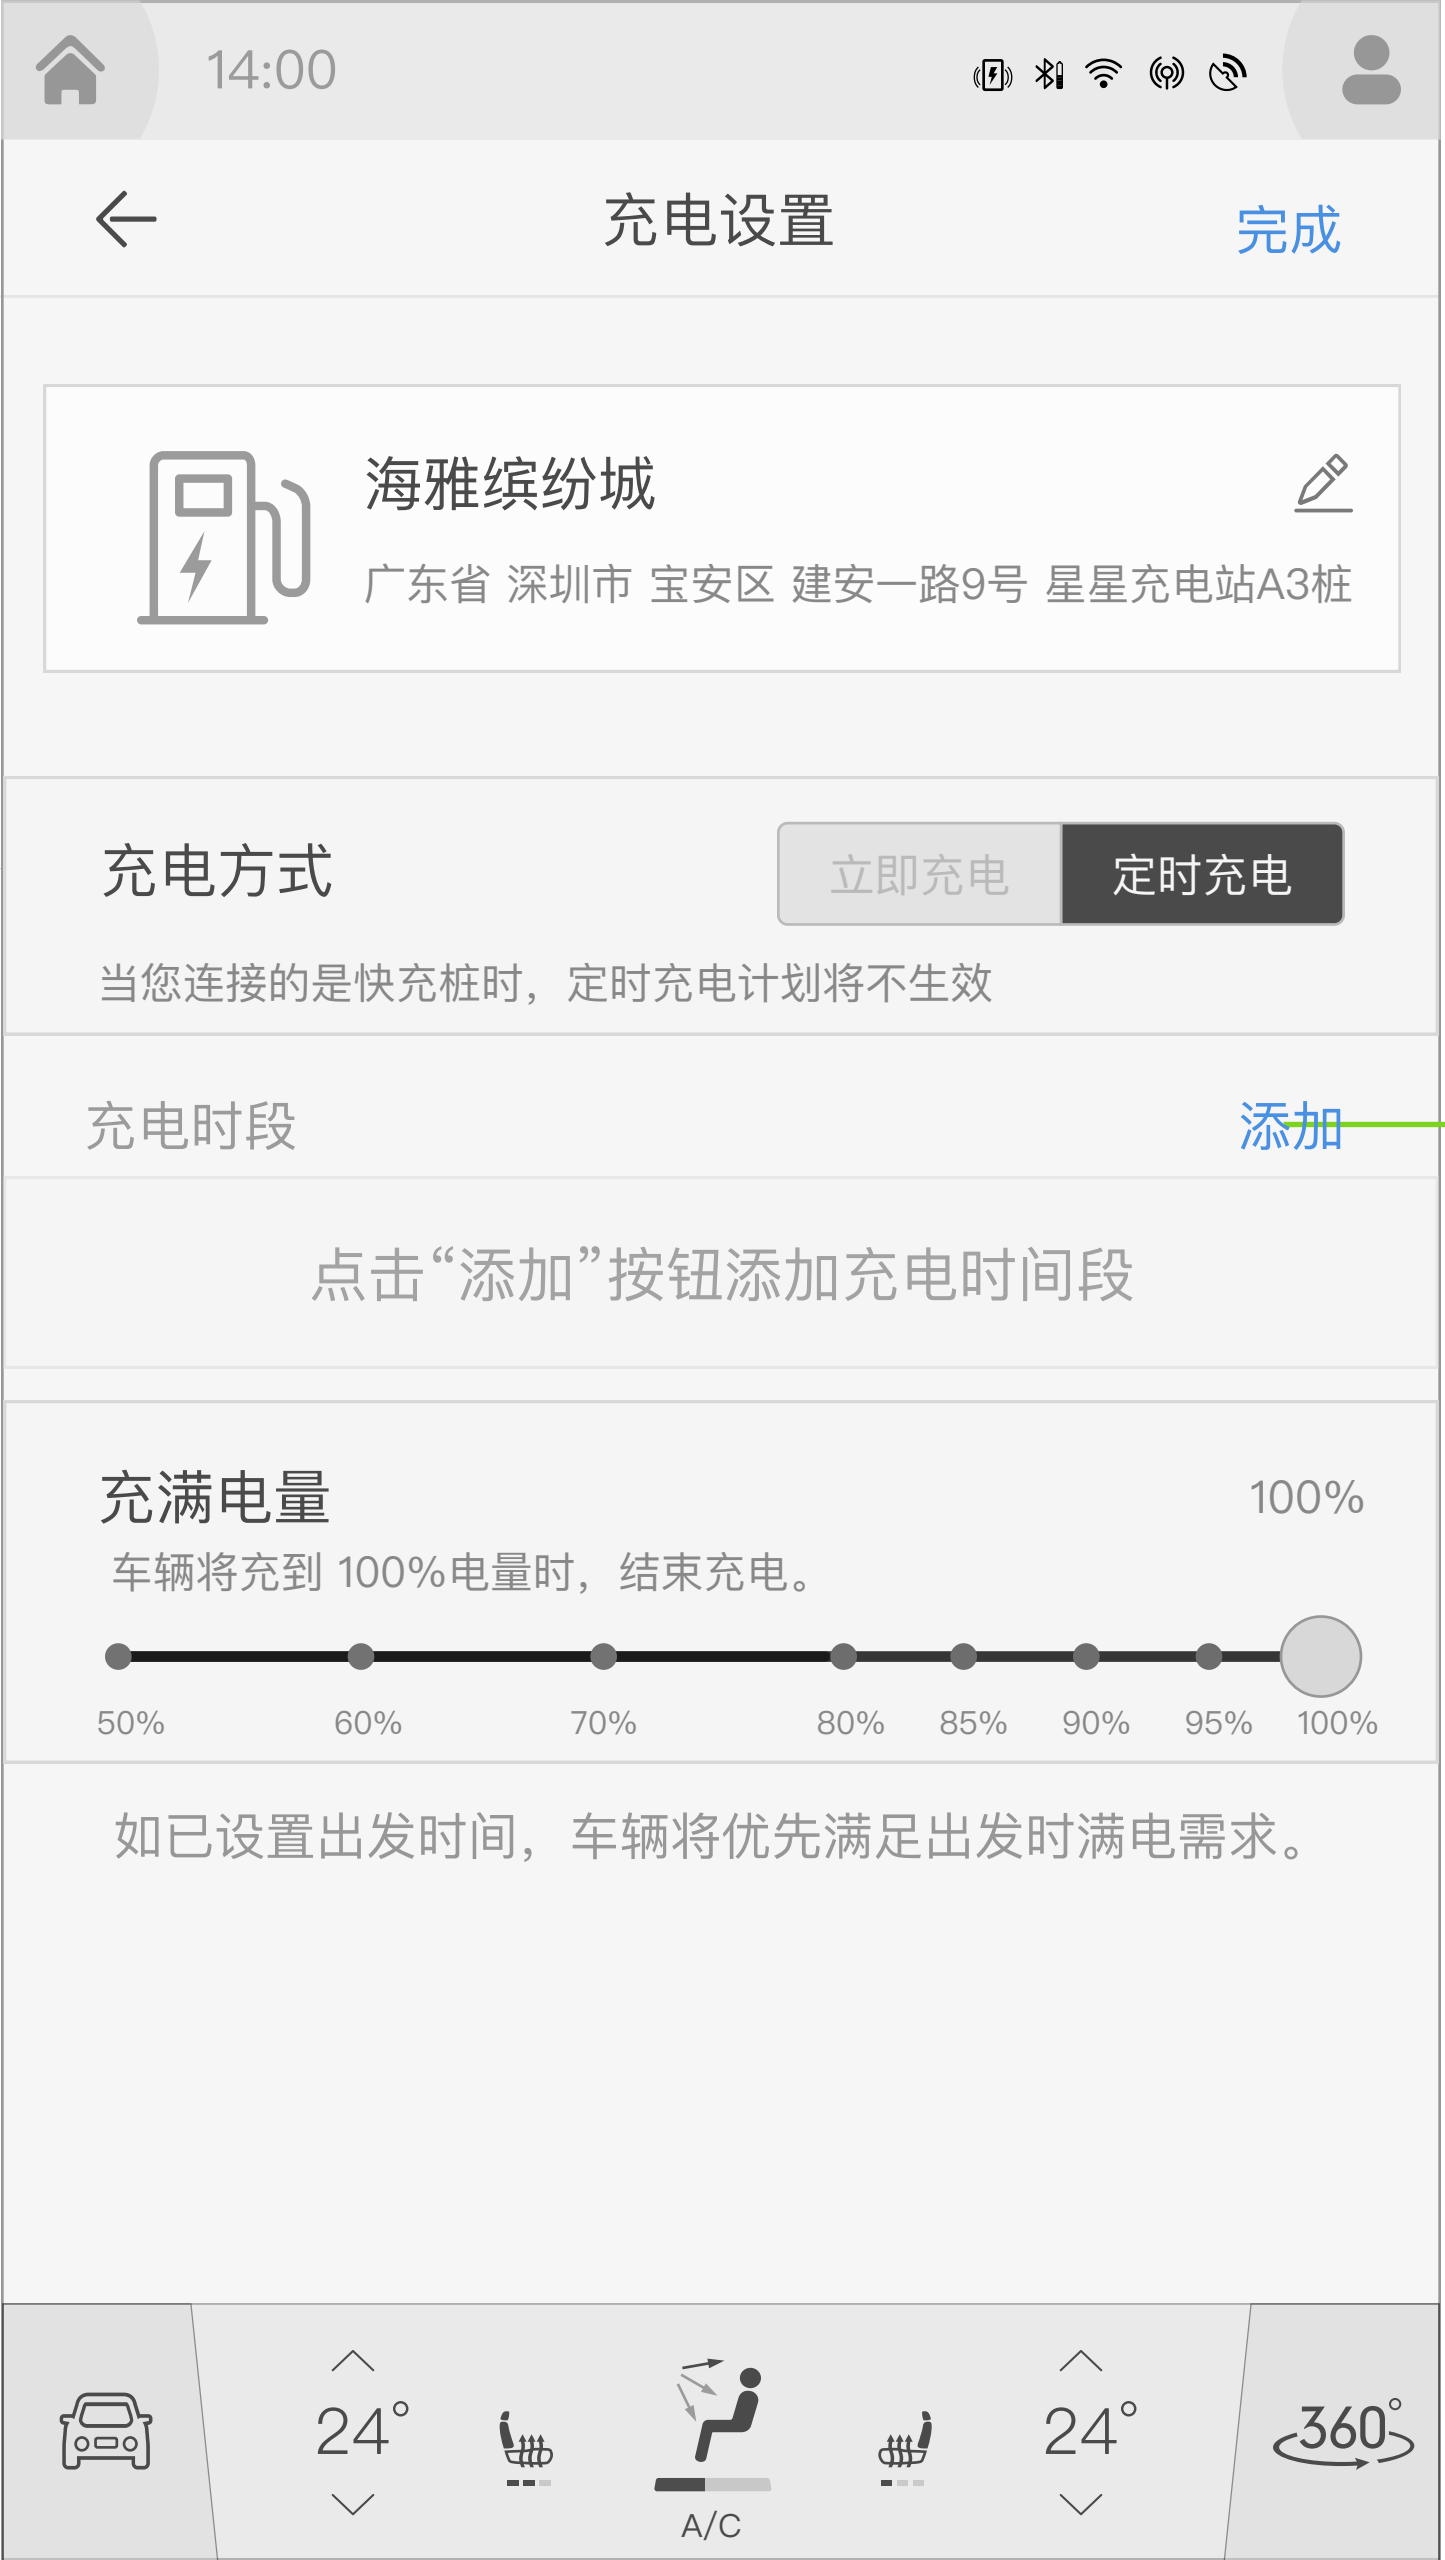 14:00
充电设置
完成
海雅缤纷城
广东省 深圳市 宝安区 建安一路9号 星星充电站A3桩
充电方式
立即充电
定时充电
当您连接的是快充桩时，定时充电计划将不生效
充电时段
添加
点击“添加”按钮添加充电时间段
充满电量
100%
车辆将充到 100%电量时，结束充电。
50% 60% 70% 80% 85% 90% 95% 100%
如已设置出发时间，车辆将优先满足出发时满电需求。
24°
A/C
24°
360°